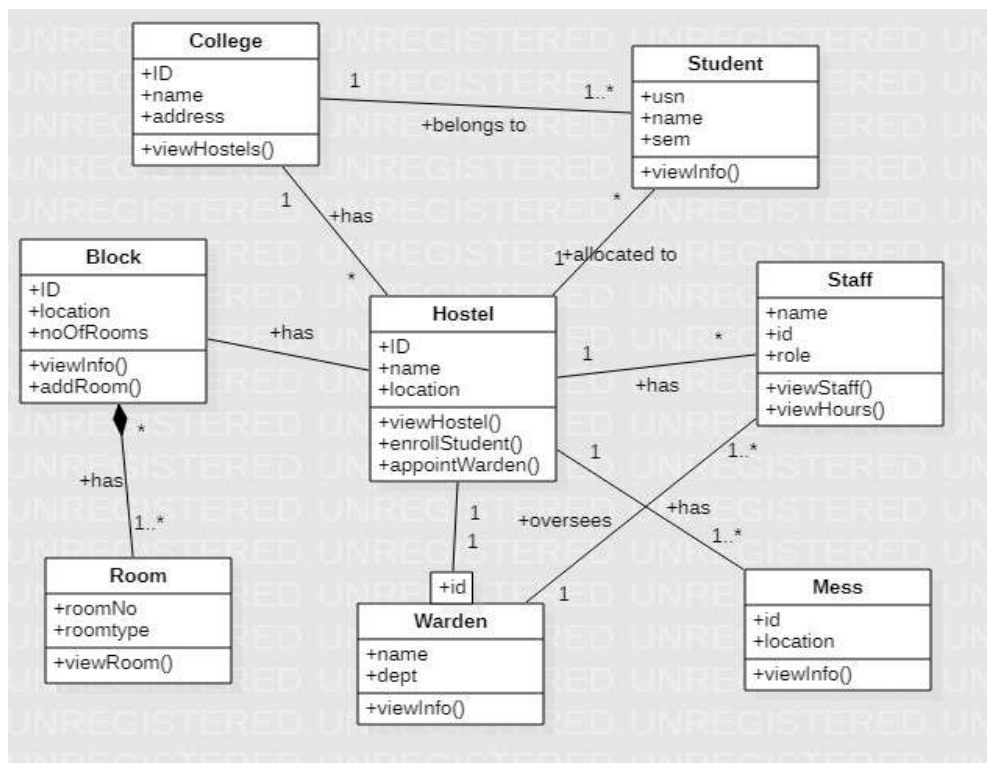 UNREGISTERED
College
+ID
+name
+address
+viewHostels()
Student
+usn
+name
+sem
+viewInfo()
1
1..*
+belongs to
1
+has
*
*
1
+allocated to
Block
+ID
+location
+noOfRooms
+viewInfo()
+addRoom()
+has
Hostel
+ID
+name
+location
+viewHostel()
+enrollStudent()
+appointWarden()
Staff
+name
+id
+role
+viewStaff()
+viewHours()
1
*
+has
*
+has
1..*
1
1..*
+oversees
1
+has
1..*
1
1
Room
+roomNo
+roomtype
+viewRoom()
+id
Warden
+name
+dept
+viewInfo()
Mess
+id
+location
+viewInfo()